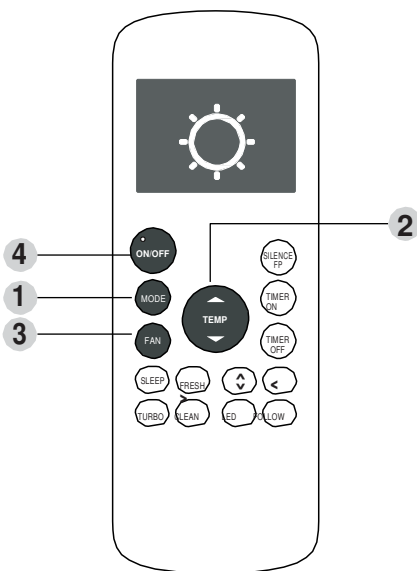 2
4
ON/OFF
SILENCE
FP
1
MODE
TEMP
TIMER
ON
3
FAN
TIMER
OFF
SLEEP
FRESH
TURBO
CLEAN
LED
FOLLOW